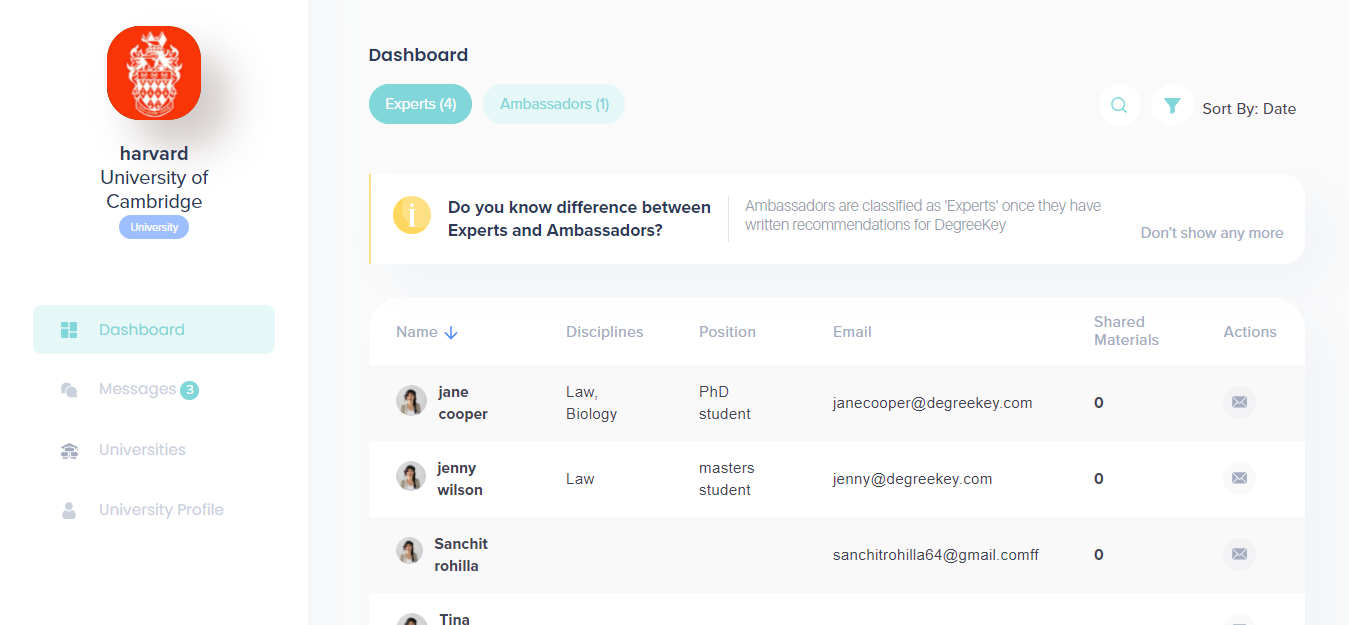 harvard
University of
Cambridge
University
Dashboard
Messages 3
Universities
University Profile
Dashboard
Experts (4)
Ambassadors (1)
Sort By: Date
Do you know difference between
Experts and Ambassadors?
Ambassadors are classified as 'Experts' once they have
written recommendations for DegreeKey
Don't show any more
Name
Disciplines
Position
Email
Shared
Materials
Actions
jane
cooper
Law,
Biology
PhD
student
janecooper@degreekey.com
0
jenny
wilson
Law
masters
student
jenny@degreekey.com
0
Sanchit
rohilla
sanchitrohilla64@gmail.comff
0
Tina